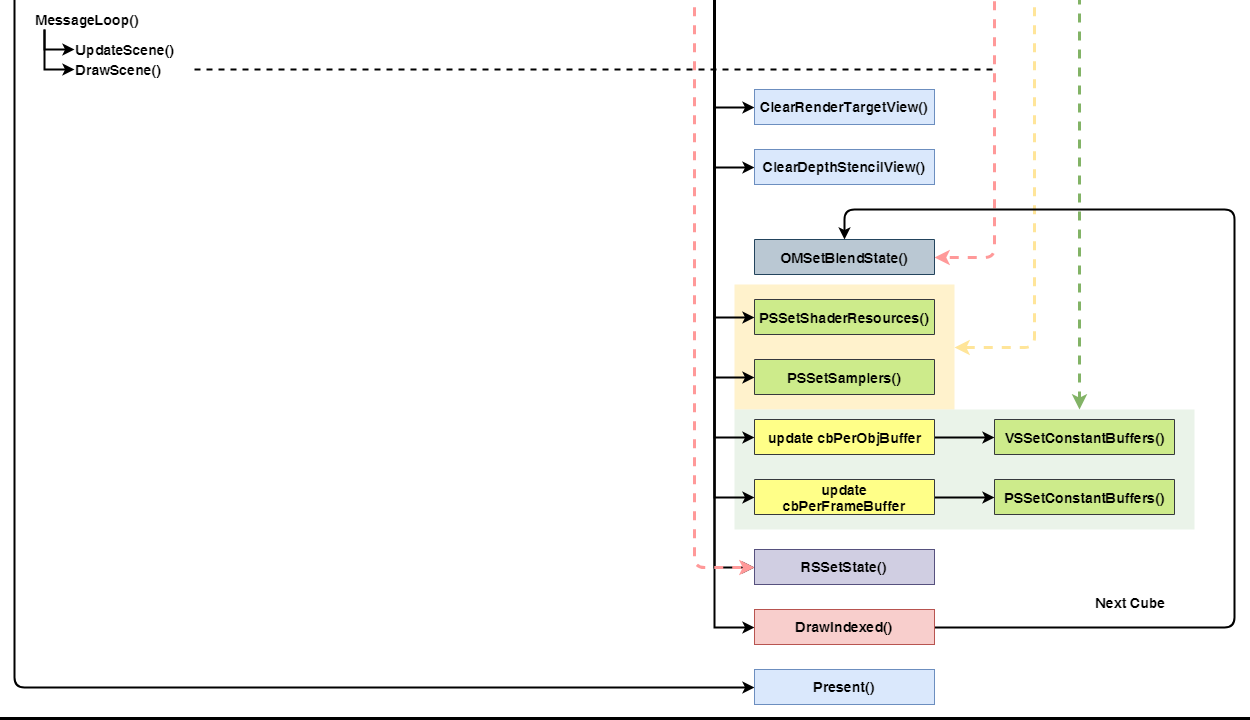 MessageLoop()
UpdateScene()
DrawScene()
ClearRenderTargetView()
ClearDepthStencilView()
OMSetBlendState()
PSSetShaderResources()
PSSetSamplers()
update cbPerObjBuffer
VSSetConstantBuffers()
update
cbPerFrameBuffer
PSSetConstantBuffers()
RSSetState()
Next Cube
DrawIndexed()
Present()